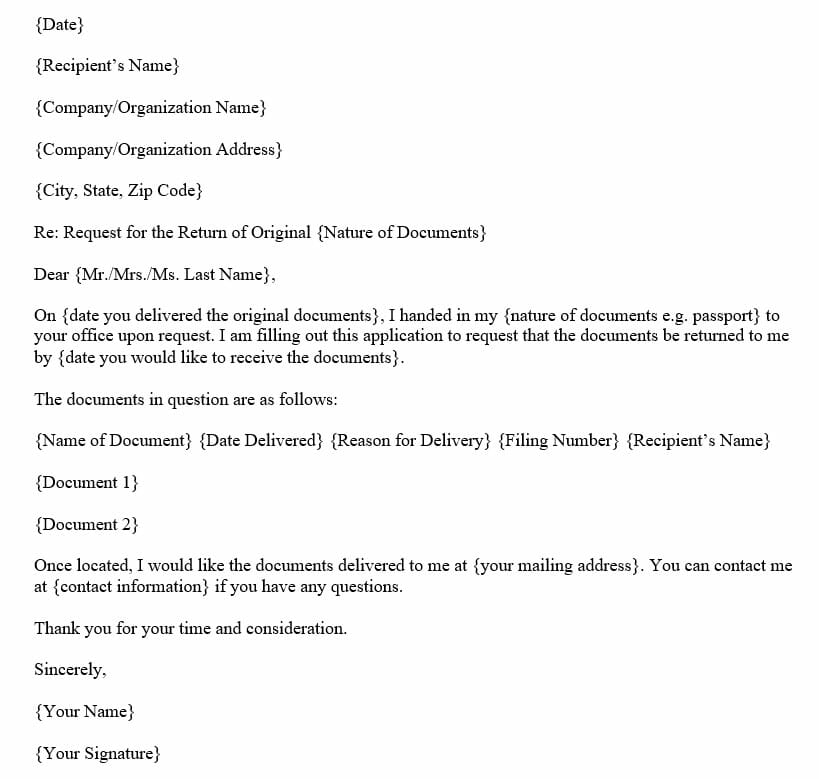 {Date}
{Recipient’s Name}
{Company/Organization Name}
{Company/Organization Address}
{City, State, Zip Code}
Re: Request for the Return of Original {Nature of Documents}
Dear {Mr./Mrs./Ms. Last Name},
On {date you delivered the original documents}, I handed in my {nature of documents e.g. passport} to
your office upon request. I am filling out this application to request that the documents be returned to me
by {date you would like to receive the documents}.
The documents in question are as follows:
{Name of Document} {Date Delivered} {Reason for Delivery} {Filing Number} {Recipient’s Name}
{Document 1}
{Document 2}
Once located, I would like the documents delivered to me at {your mailing address}. You can contact me
at {contact information} if you have any questions.
Thank you for your time and consideration.
Sincerely,
{Your Name}
{Your Signature}